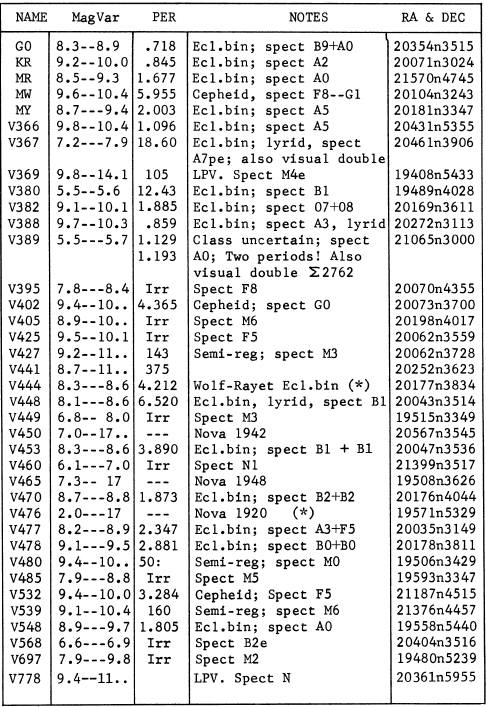 NAME MagVar PER NOTES RA & DEC
GO 8.3--8.9 .718 Ecl.bin; spect B9+A0 20354n3515
KR 9.2--10.0 .845 Ecl.bin; spect A2 20071n3024
MR 8.5--9.3 1.677 Ecl.bin; spect A0 21570n4745
MW 9.6--10.4 5.955 Cepheid, spect F8--G1 20104n3243
MY 8.7---9.4 2.003 Ecl.bin; spect A5 20181n3347
V366 9.8--10.4 1.096 Ecl.bin; spect A5 20431n5355
V367 7.2---7.9 18.60 Ecl.bin; lyrid, spect 20461n3906
A7pe; also visual double
V369 9.8--14.1 105 LPV. Spect M4e 19408n5433
V380 5.5--5.6 12.43 Ecl.bin; spect B1 19489n4028
V382 9.1--10.1 1.885 Ecl.bin; spect 07+08 20169n3611
V388 9.7--10.3 .859 Ecl.bin; spect A3, lyrid 20272n3113
V389 5.5---5.7 1.129 Class uncertain; spect 21065n3000
1.193 A0; Two periods! Also
visual double Σ2762
V395 7.8---8.4 Irr Spect F8 20070n4355
V402 9.4--10.. 4.365 Cepheid; spect G0 20073n3700
V405 8.9--10.. Irr Spect M6 20198n4017
V425 9.5--10.1 Irr Spect F5 20062n3559
V427 9.2--11.. 143 Semi-reg; spect M3 20062n3728
V441 8.7--11.. 375 20252n3623
V444 8.3---8.6 4.212 Wolf-Rayet Ecl.bin (*) 20177n3834
V448 8.1---8.6 6.520 Ecl.bin, lyrid, spect B1 20043n3514
V449 6.8-- 8.0 Irr Spect M3 19515n3349
V450 7.0--17.. --- Nova 1942 20567n3545
V453 8.3---8.6 3.890 Ecl.bin; spect B1 + B1 20047n3536
V460 6.1---7.0 Irr Spect N1 21399n3517
V465 7.3-- 17 --- Nova 1948 19508n3626
V470 8.7---8.8 1.873 Ecl.bin; spect B2+B2 20176n4044
V476 2.0---17 --- Nova 1920 (*) 19571n5329
V477 8.2---8.9 2.347 Ecl.bin; spect A3+F5 20035n3149
V478 9.1---9.5 2.881 Ecl.bin; spect B0+B0 20178n3811
V480 9.4--10.. 50: Semi-reg; spect M0 19506n3429
V485 7.9---8.8 Irr Spect M5 19593n3347
V532 9.4--10.0 3.284 Cepheid; Spect F5 21187n4515
V539 9.1--10.4 160 Semi-reg; spect M6 21376n4457
V548 8.9---9.7 1.805 Ecl.bin; spect A0 19558n5440
V568 6.6---6.9 Irr Spect B2e 20404n3516
V697 7.9---9.8 Irr Spect M2 19480n5239
V778 9.4--11.. LPV. Spect N 20361n5955